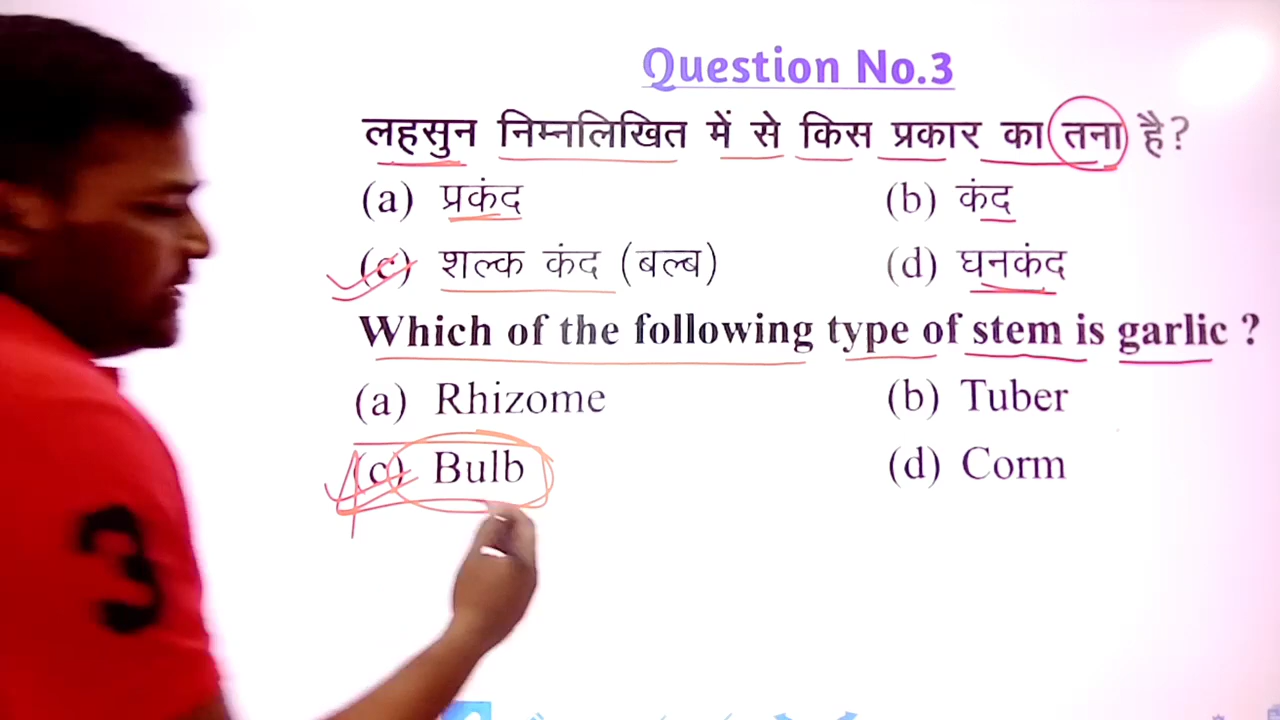 Question No.3
लहसुन निम्नलिखित में से किस प्रकार का तना है?
(a) प्रकंद (b) कंद
(c) शल्क कंद (बल्ब) (d) घनकंद
Which of the following type of stem is garlic ?
(a) Rhizome (b) Tuber
(c) Bulb (d) Corm
3